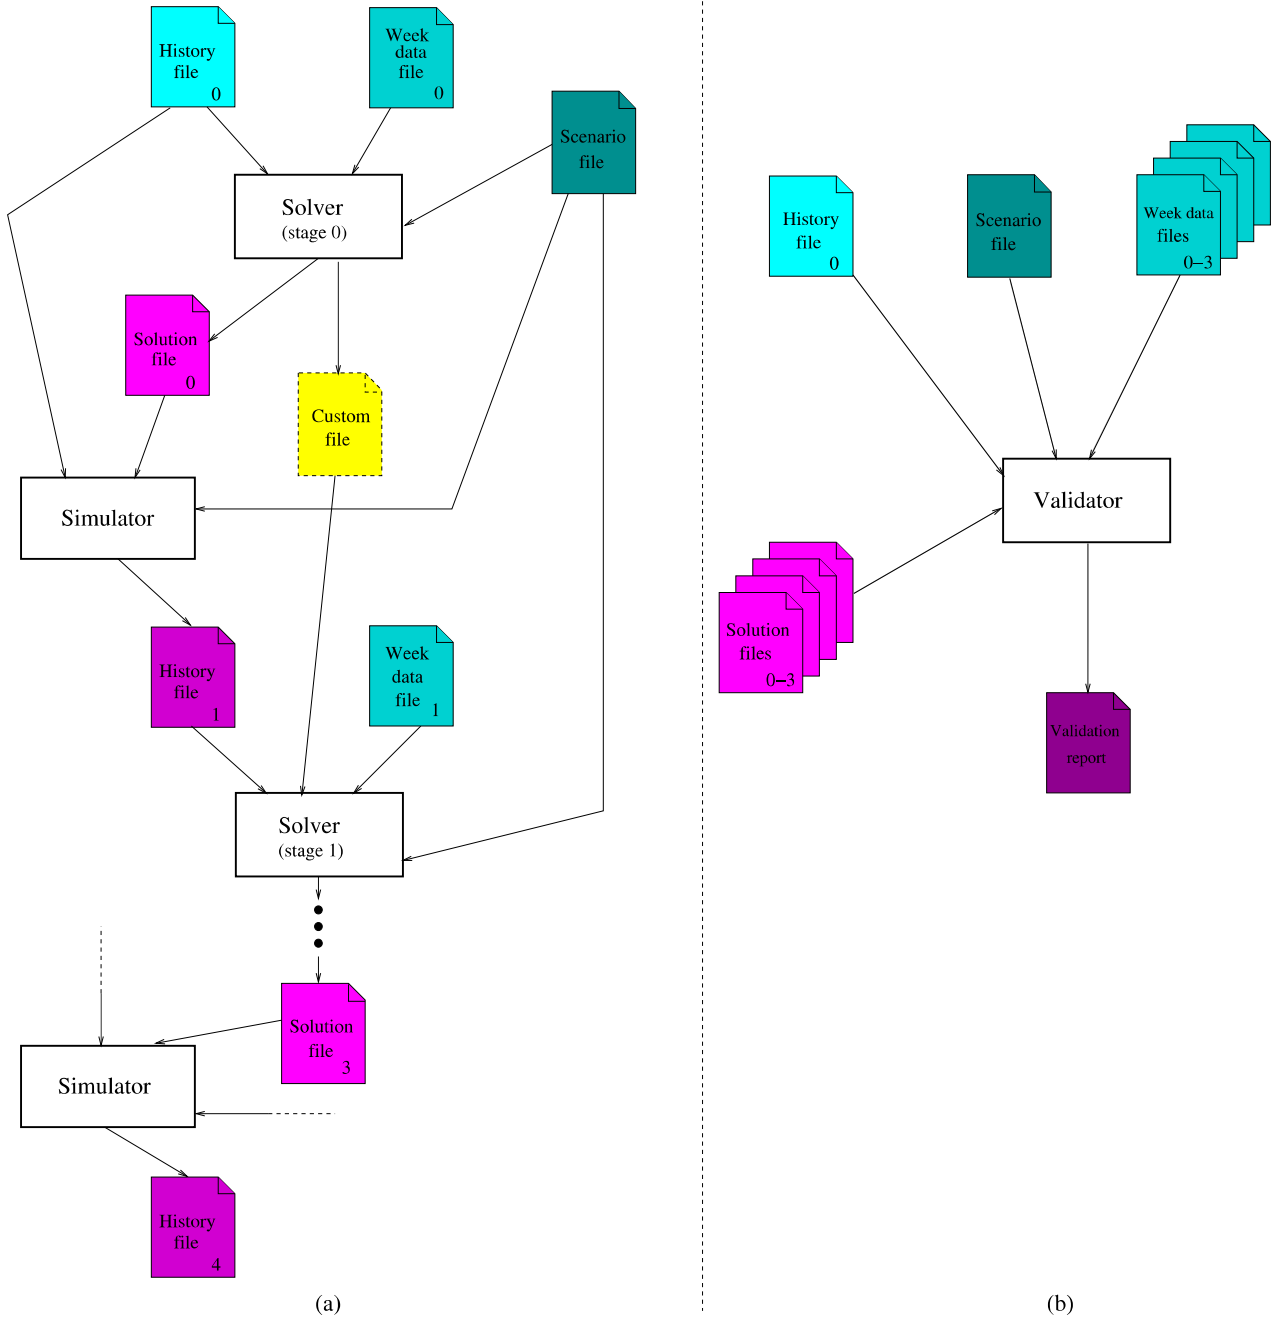 History
file
0
Week
data
file
0
Scenario
file
Solver
(stage 0)
Solution
file
0
Custom
file
Simulator
History
file
1
Week
data
file
1
Solver
(stage 1)
Solution
file
3
Simulator
History
file
4
(a)
History
file
0
Scenario
file
Week data
files
0−3
Validator
Solution
files
0−3
Validation
report
(b)